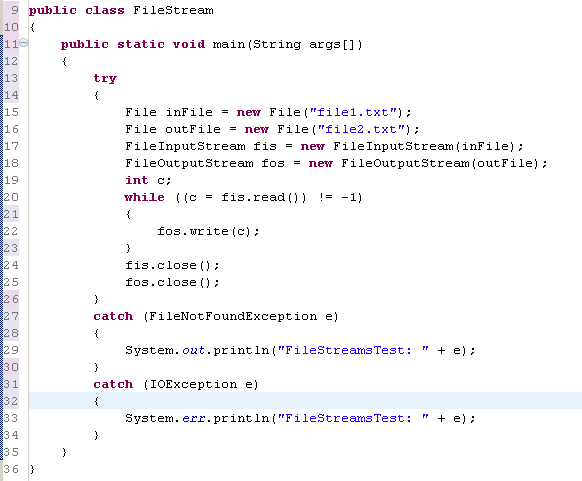 9 public class FileStream
10 {
11 public static void main(String args[])
12 {
13 try
14 {
15 File inFile = new File("file1.txt");
16 File outFile = new File("file2.txt");
17 FileInputStream fis = new FileInputStream(inFile);
18 FileOutputStream fos = new FileOutputStream(outFile);
19 int c;
20 while ((c = fis.read()) != -1)
21 {
22 fos.write(c);
23 }
24 fis.close();
25 fos.close();
26 }
27 catch (FileNotFoundException e)
28 {
29 System.out.println("FileStreamsTest: " + e);
30 }
31 catch (IOException e)
32 {
33 System.err.println("FileStreamsTest: " + e);
34 }
35 }
36 }